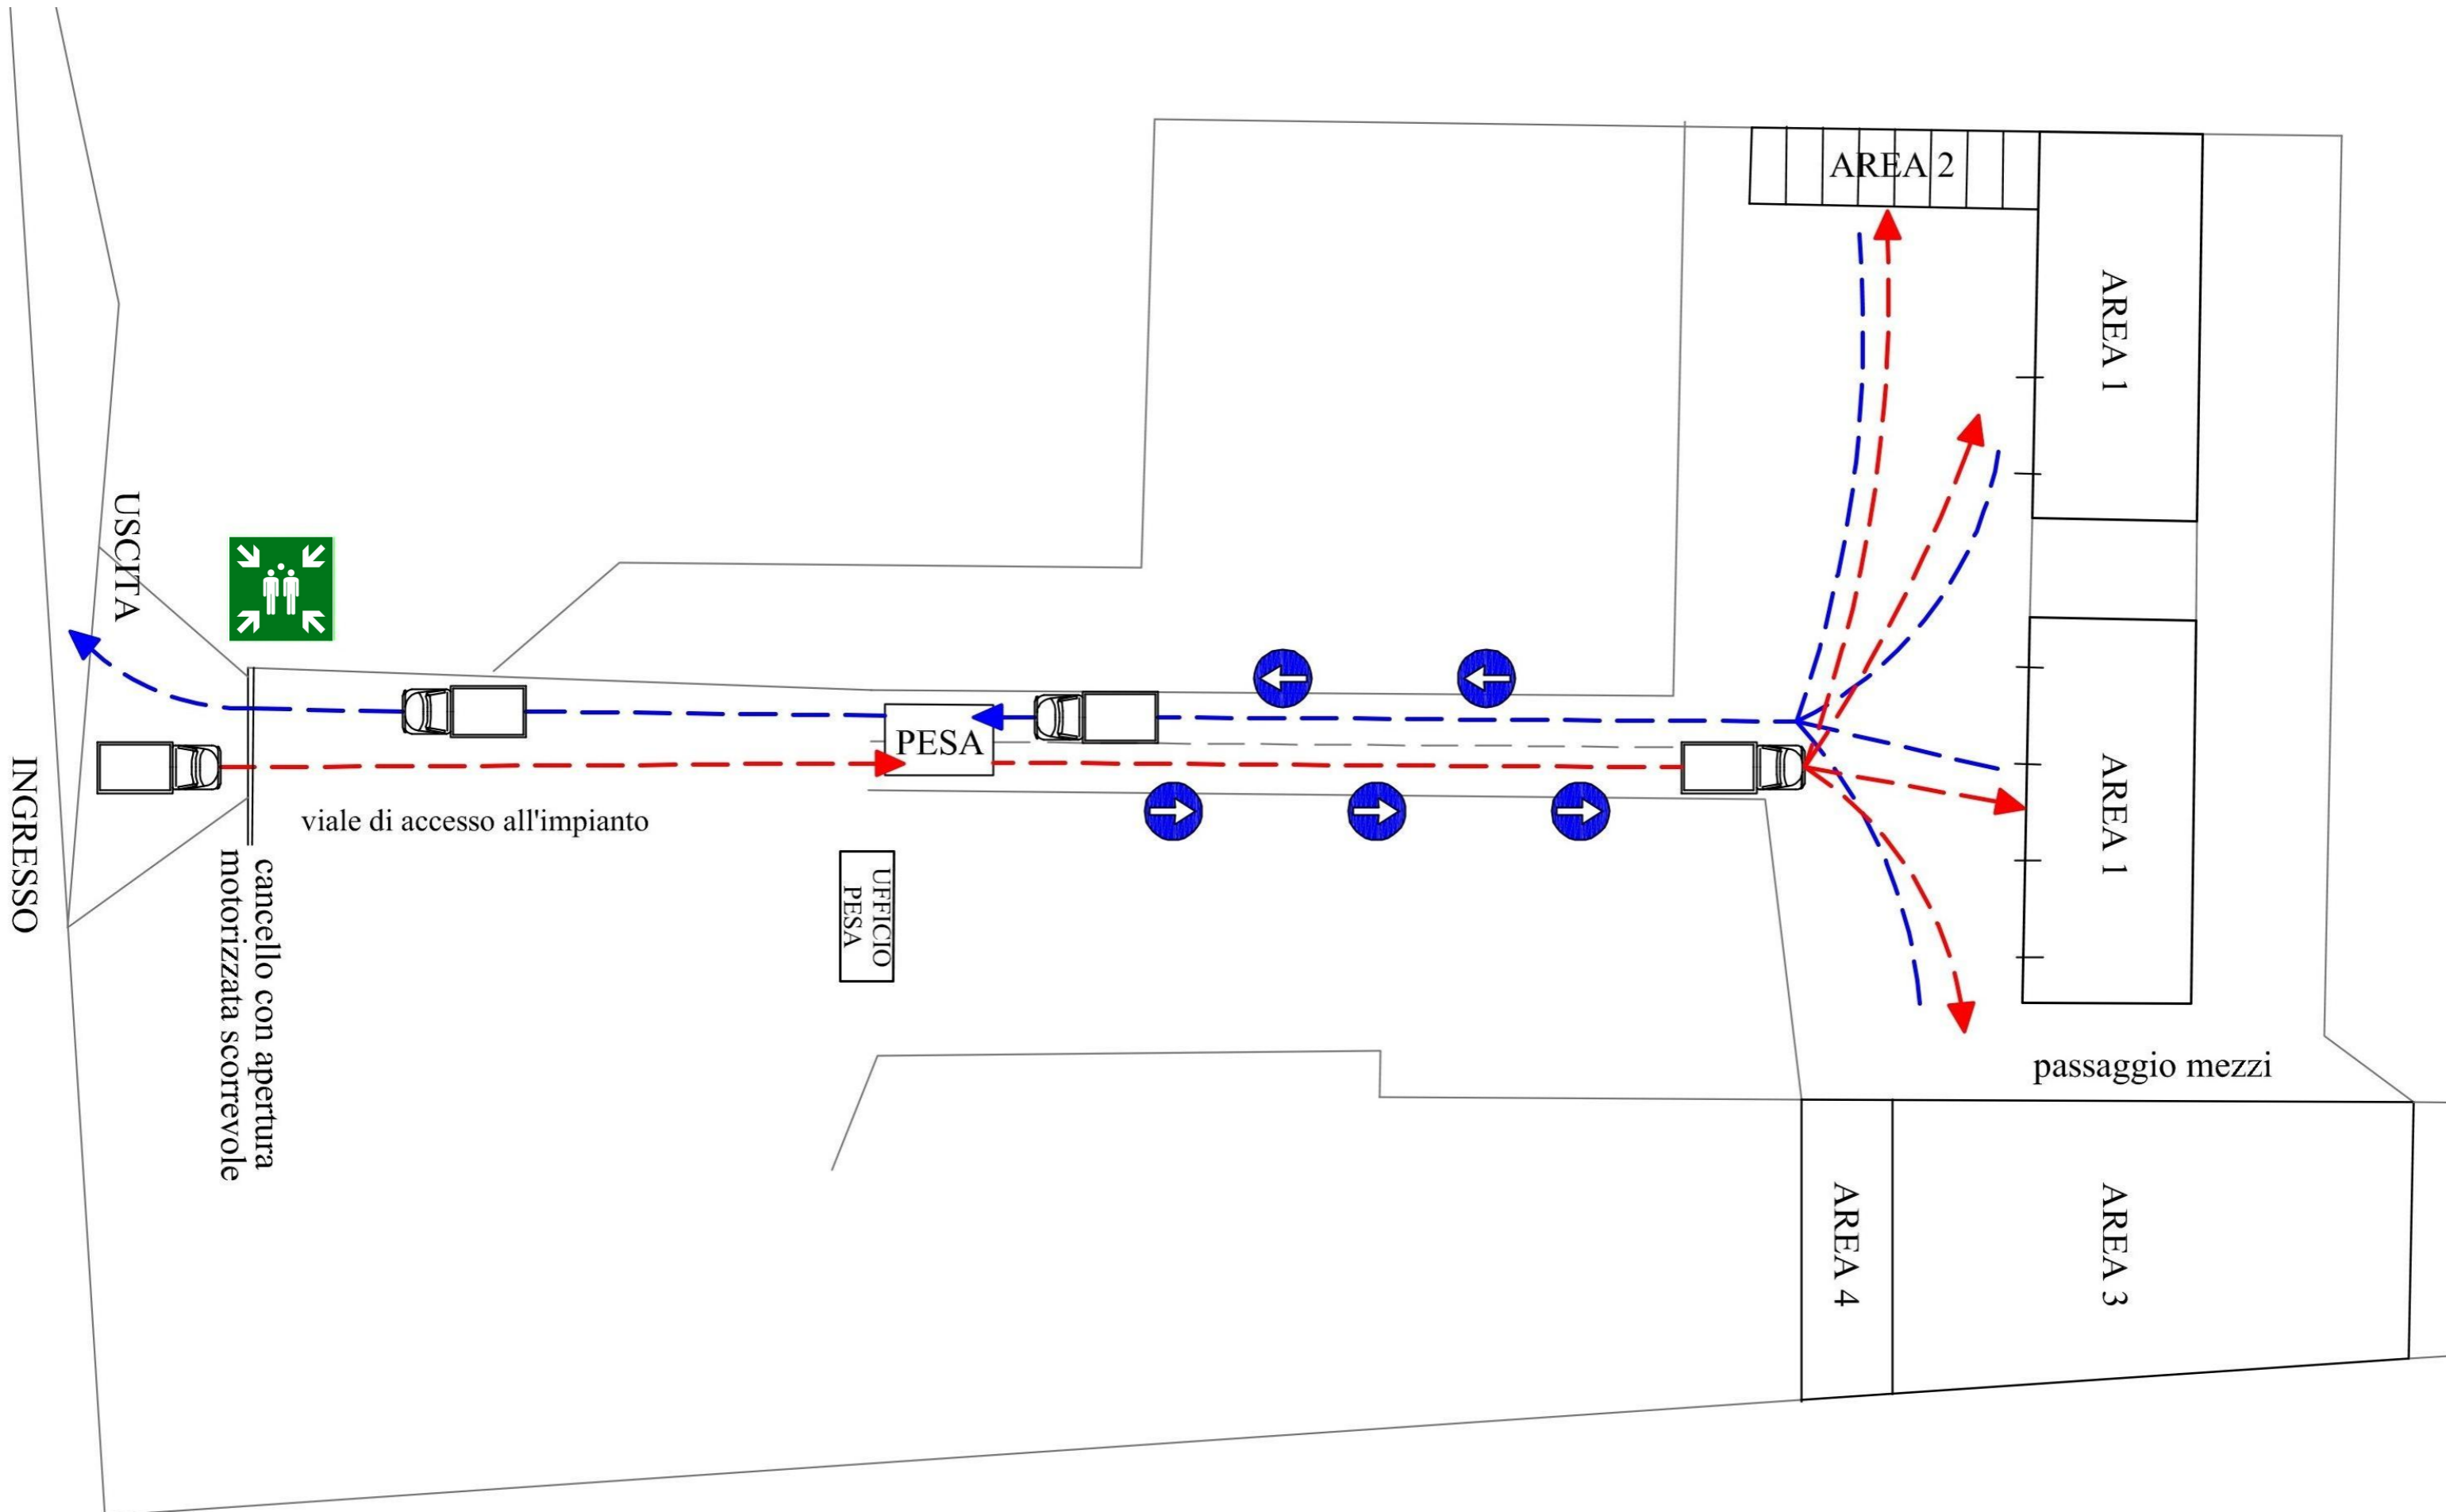 AREA 2
AREA 1
USCITA
PESA
INGRESSO
viale di accesso all'impianto
AREA 1
cancello con apertura
motorizzata scorrevole
UFFICIO
PESA
passaggio mezzi
AREA 4
AREA 3